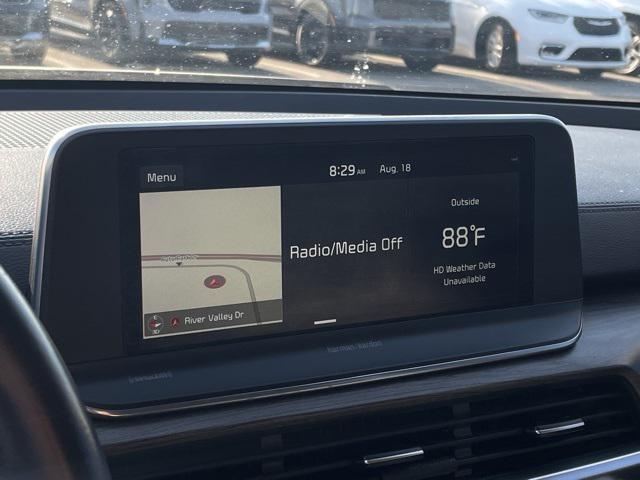 8:29 AM Aug. 18
Menu
Outside
88°F
Radio/Media Off
HD Weather Data
Unavailable
River Valley Dr
harman/kardon